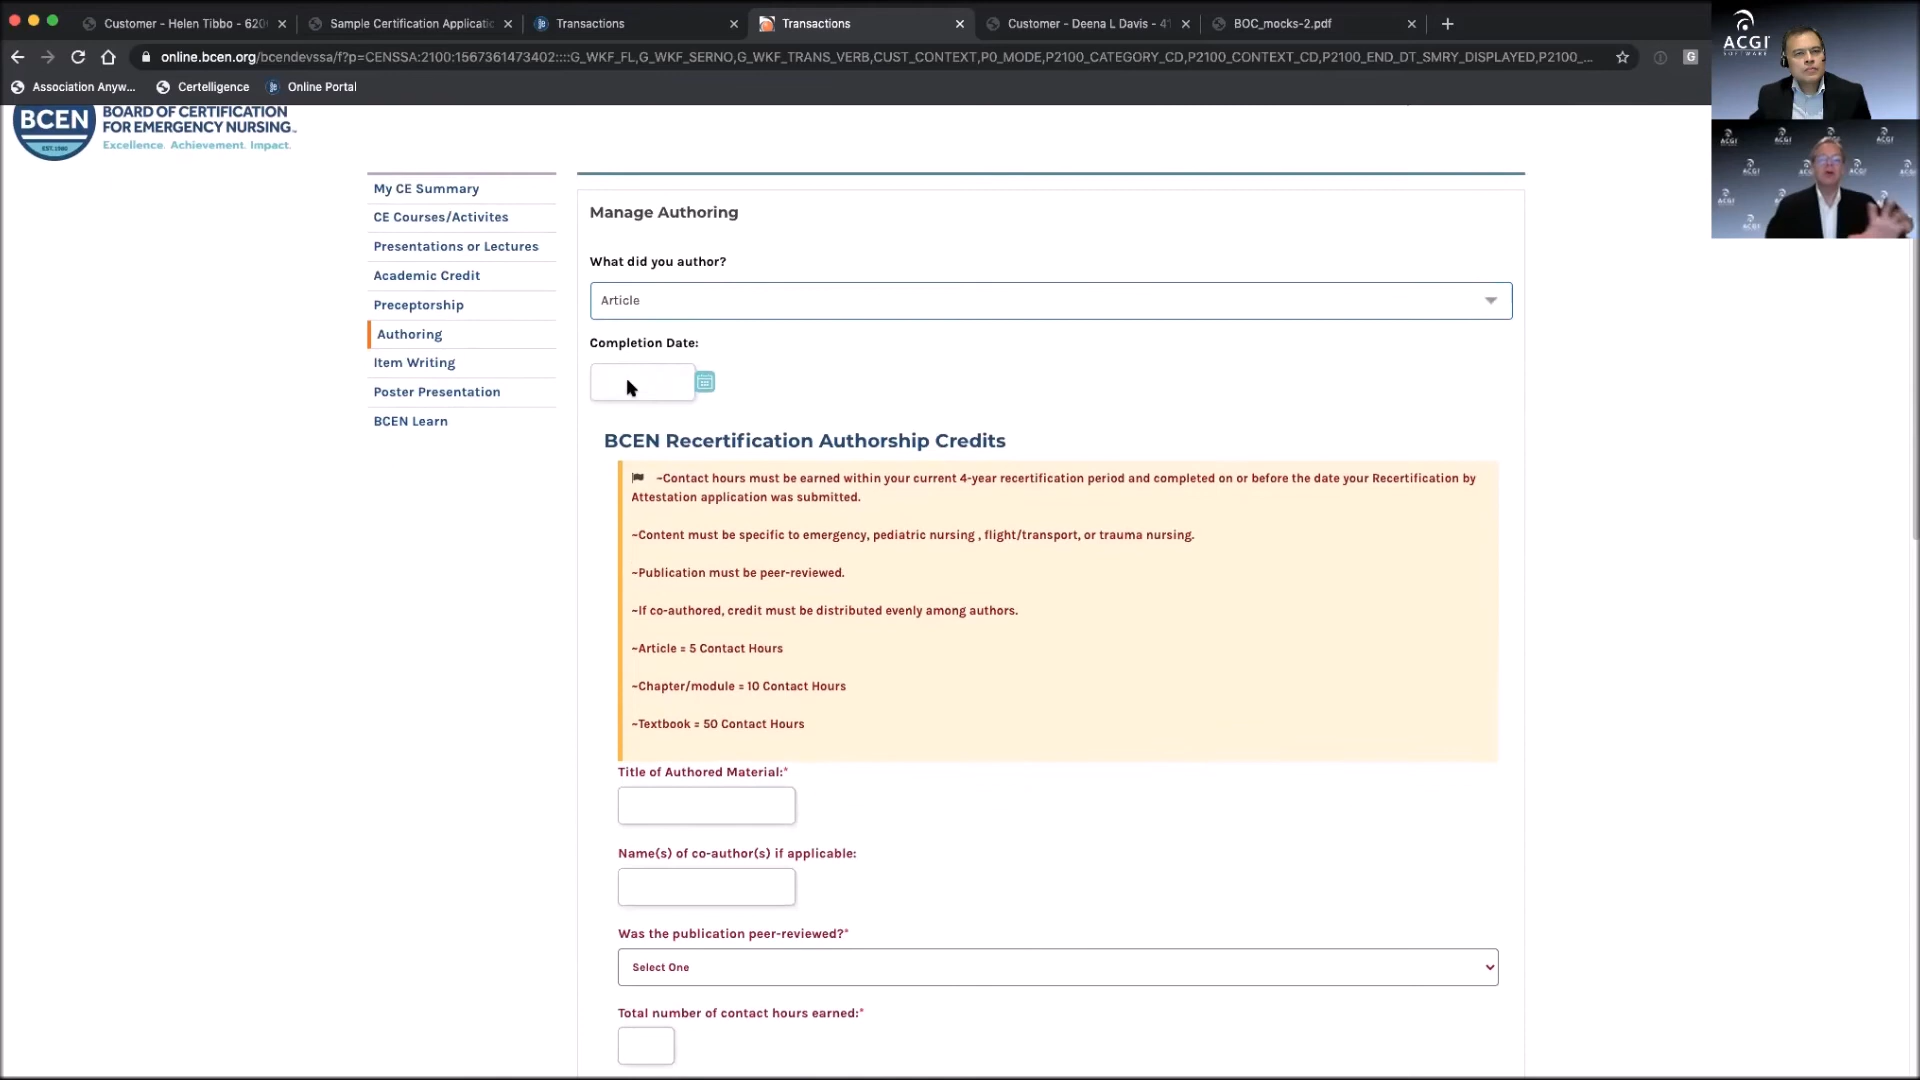 Customer - Helen Tibbo - 620
Sample Certification Applicatio
Transactions
Transactions
Customer - Deena L Davis - 41
BOC_mocks-2.pdf
online.bcen.org/bcendevssa/f?p=CENSSA:2100:1567361473402::::G_WKF_FL,G_WKF_SERNO,G_WKF_TRANS_VERB,CUST_CONTEXT,P0_MODE,P2100_CATEGORY_CD,P2100_CONTEXT_CD,P2100_END_DT_SMRY_DISPLAYED,P2100_...
Association Anyw...
Certelligence
Online Portal
ACGI
SOFTWARE
BCEN
EST. 1980
BOARD OF CERTIFICATION
FOR EMERGENCY NURSING
Excellence. Achievement. Impact.
My CE Summary
CE Courses/Activites
Presentations or Lectures
Academic Credit
Preceptorship
Authoring
Item Writing
Poster Presentation
BCEN Learn
Manage Authoring
What did you author?
Article
Completion Date:
BCEN Recertification Authorship Credits
~Contact hours must be earned within your current 4-year recertification period and completed on or before the date your Recertification by
Attestation application was submitted.
~Content must be specific to emergency, pediatric nursing , flight/transport, or trauma nursing.
~Publication must be peer-reviewed.
~If co-authored, credit must be distributed evenly among authors.
~Article = 5 Contact Hours
~Chapter/module = 10 Contact Hours
~Textbook = 50 Contact Hours
Title of Authored Material:*
Name(s) of co-author(s) if applicable:
Was the publication peer-reviewed?*
Select One
Total number of contact hours earned:*